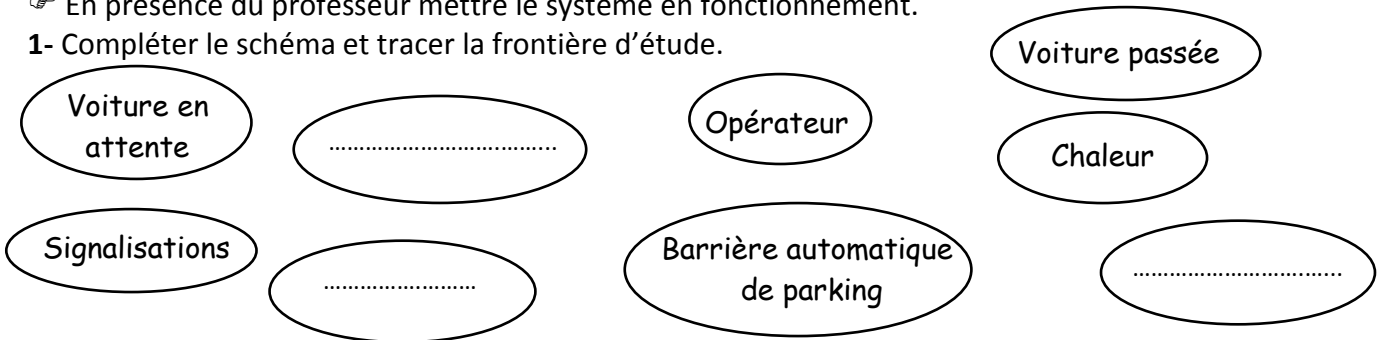 ☞ En présence du professeur mettre le système en fonctionnement.
1- Compléter le schéma et tracer la frontière d’étude.
Voiture passée
Voiture en
attente
................................
Opérateur
Chaleur
Signalisations
......................
Barrière automatique
de parking
..............................